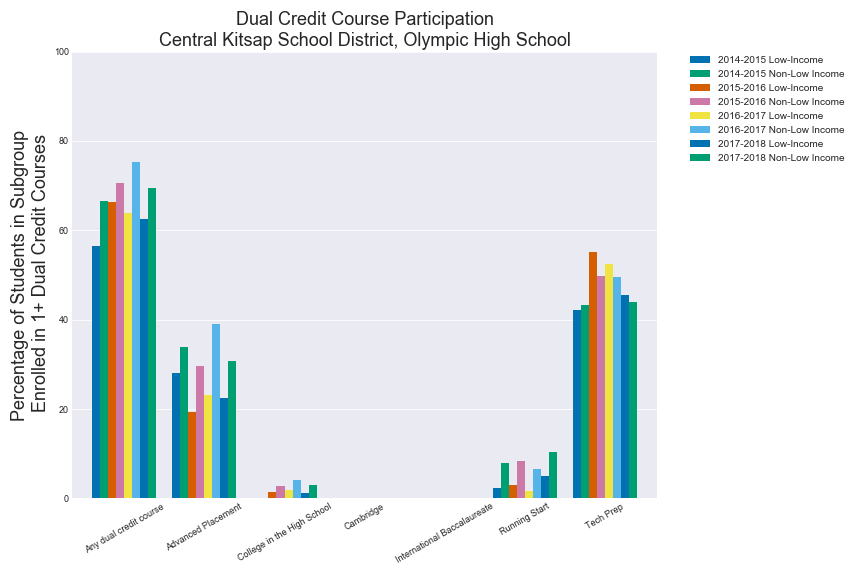 Dual Credit Course Participation
Central Kitsap School District, Olympic High School
Percentage of Students in Subgroup
Enrolled in 1+ Dual Credit Courses
100
80
60
40
20
0
Any dual credit course
Advanced Placement
College in the High School
Cambridge
International Baccalaureate
Running Start
Tech Prep
2014-2015 Low-Income
2014-2015 Non-Low Income
2015-2016 Low-Income
2015-2016 Non-Low Income
2016-2017 Low-Income
2016-2017 Non-Low Income
2017-2018 Low-Income
2017-2018 Non-Low Income